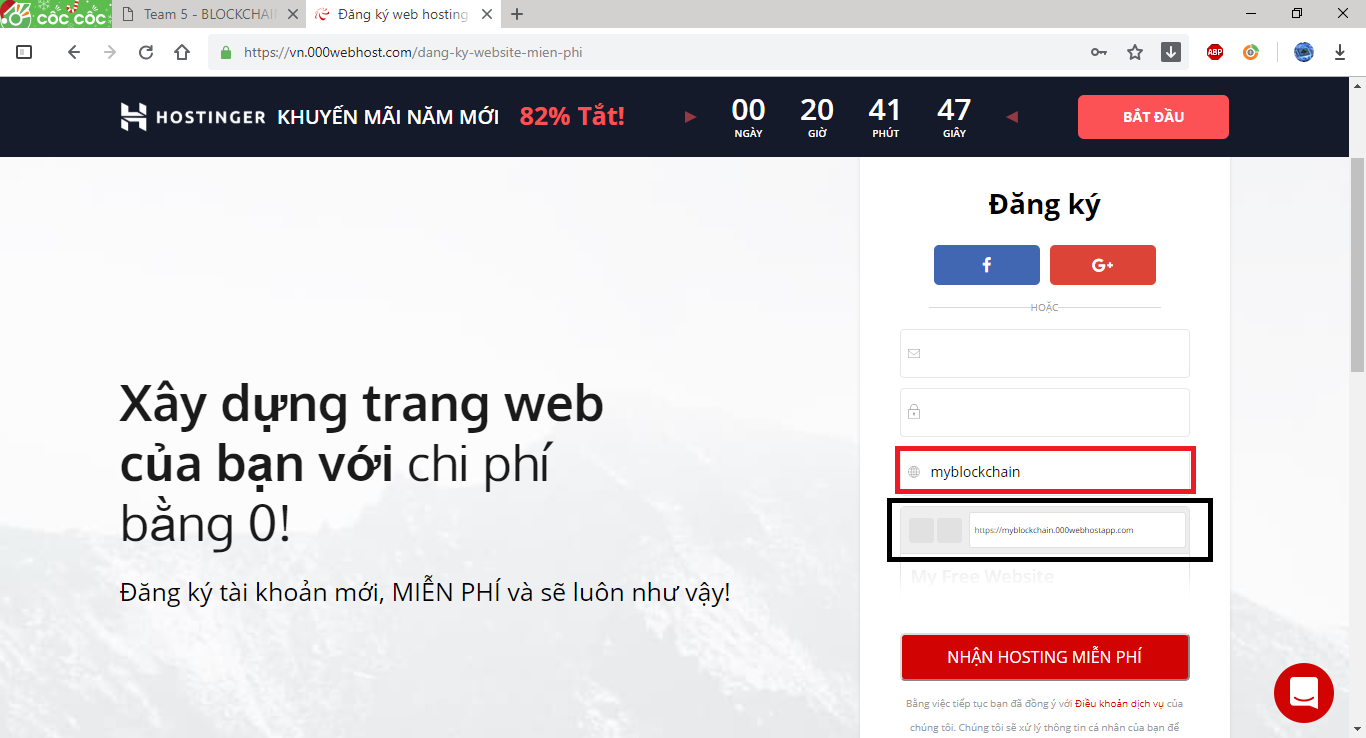 cốc cốc
Team 5 - BLOCKCHAIN
Đăng ký web hosting
https://vn.000webhost.com/dang-ky-website-mien-phi
ABP
HOSTINGER KHUYẾN MÃI NĂM MỚI 82% Tắt!
00 20 41 47
NGÀY GIỜ PHÚT GIÂY
BẮT ĐẦU
Đăng ký
f G+
HOẶC
myblockchain
https://myblockchain.000webhostapp.com
My Free Website
Xây dựng trang web
của bạn với chi phí
bằng 0!
Đăng ký tài khoản mới, MIỄN PHÍ và sẽ luôn như vậy!
NHẬN HOSTING MIỄN PHÍ
Bằng việc tiếp tục bạn đã đồng ý với Điều khoản dịch vụ của
chúng tôi. Chúng tôi sẽ xử lý thông tin cá nhân của bạn để